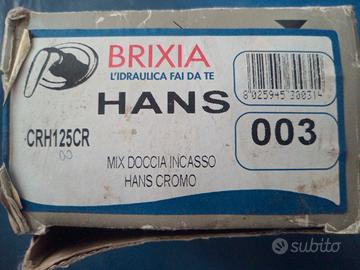 BRIXIA
L'IDRAULICA FAI DA TE
HANS
8 025945 300314
003
CRH125CR
MIX DOCCIA INCASSO
HANS CROMO
subito